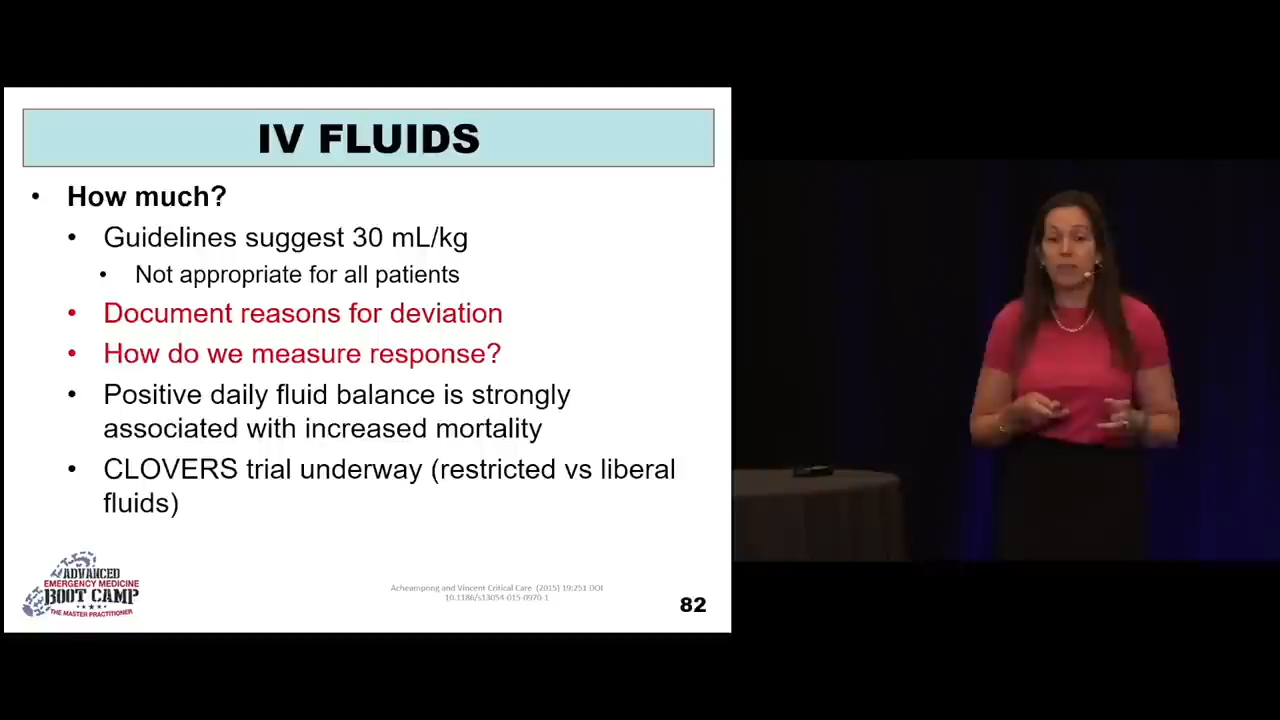 IV FLUIDS
• How much?
• Guidelines suggest 30 mL/kg
• Not appropriate for all patients
• Document reasons for deviation
• How do we measure response?
• Positive daily fluid balance is strongly
associated with increased mortality
• CLOVERS trial underway (restricted vs liberal
fluids)
ADVANCED
EMERGENCY MEDICINE
BOOT CAMP
THE MASTER PRACTITIONER
Acheampong and Vincent Critical Care (2015) 19:251 DOI
10.1186/s13054-015-0970-1
82